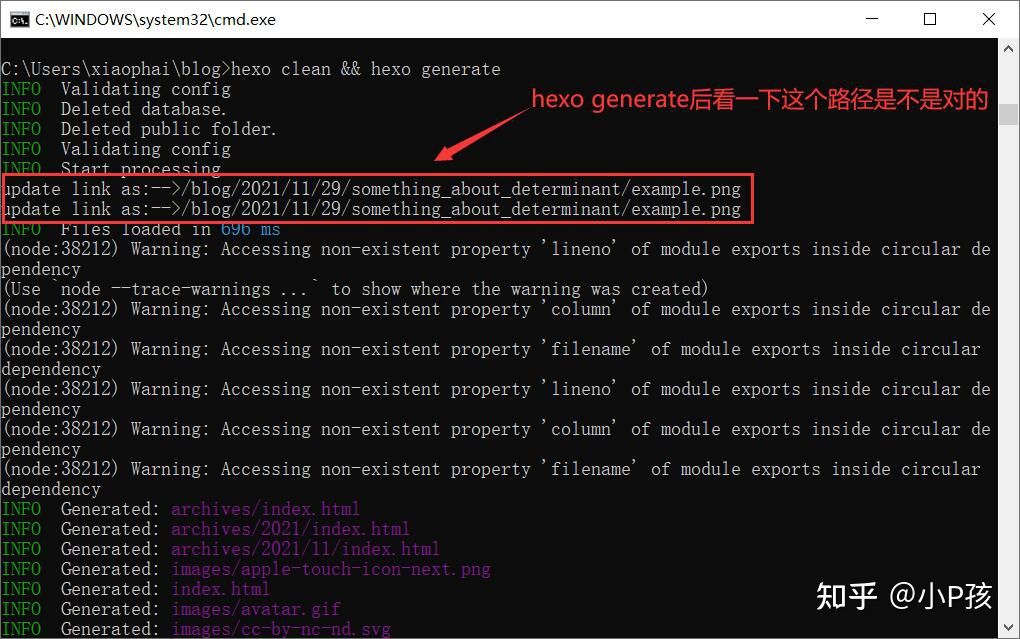 C:\WINDOWS\system32\cmd.exe
C:\Users\xiaophai\blog>hexo clean && hexo generate
INFO  Validating config
INFO  Deleted database.
INFO  Deleted public folder.
INFO  Validating config
INFO  Start processing
hexo generate后看一下这个路径是不是对的
update link as:-->/blog/2021/11/29/something_about_determinant/example.png
update link as:-->/blog/2021/11/29/something_about_determinant/example.png
INFO  Files loaded in 696 ms
(node:38212) Warning: Accessing non-existent property 'lineno' of module exports inside circular de
pendency
(Use `node --trace-warnings ...` to show where the warning was created)
(node:38212) Warning: Accessing non-existent property 'column' of module exports inside circular de
pendency
(node:38212) Warning: Accessing non-existent property 'filename' of module exports inside circular
dependency
(node:38212) Warning: Accessing non-existent property 'lineno' of module exports inside circular de
pendency
(node:38212) Warning: Accessing non-existent property 'column' of module exports inside circular de
pendency
(node:38212) Warning: Accessing non-existent property 'filename' of module exports inside circular
dependency
INFO  Generated: archives/index.html
INFO  Generated: archives/2021/index.html
INFO  Generated: archives/2021/11/index.html
INFO  Generated: images/apple-touch-icon-next.png
INFO  Generated: index.html
INFO  Generated: images/avatar.gif
INFO  Generated: images/cc-by-nc-nd.svg
知乎 @小P孩